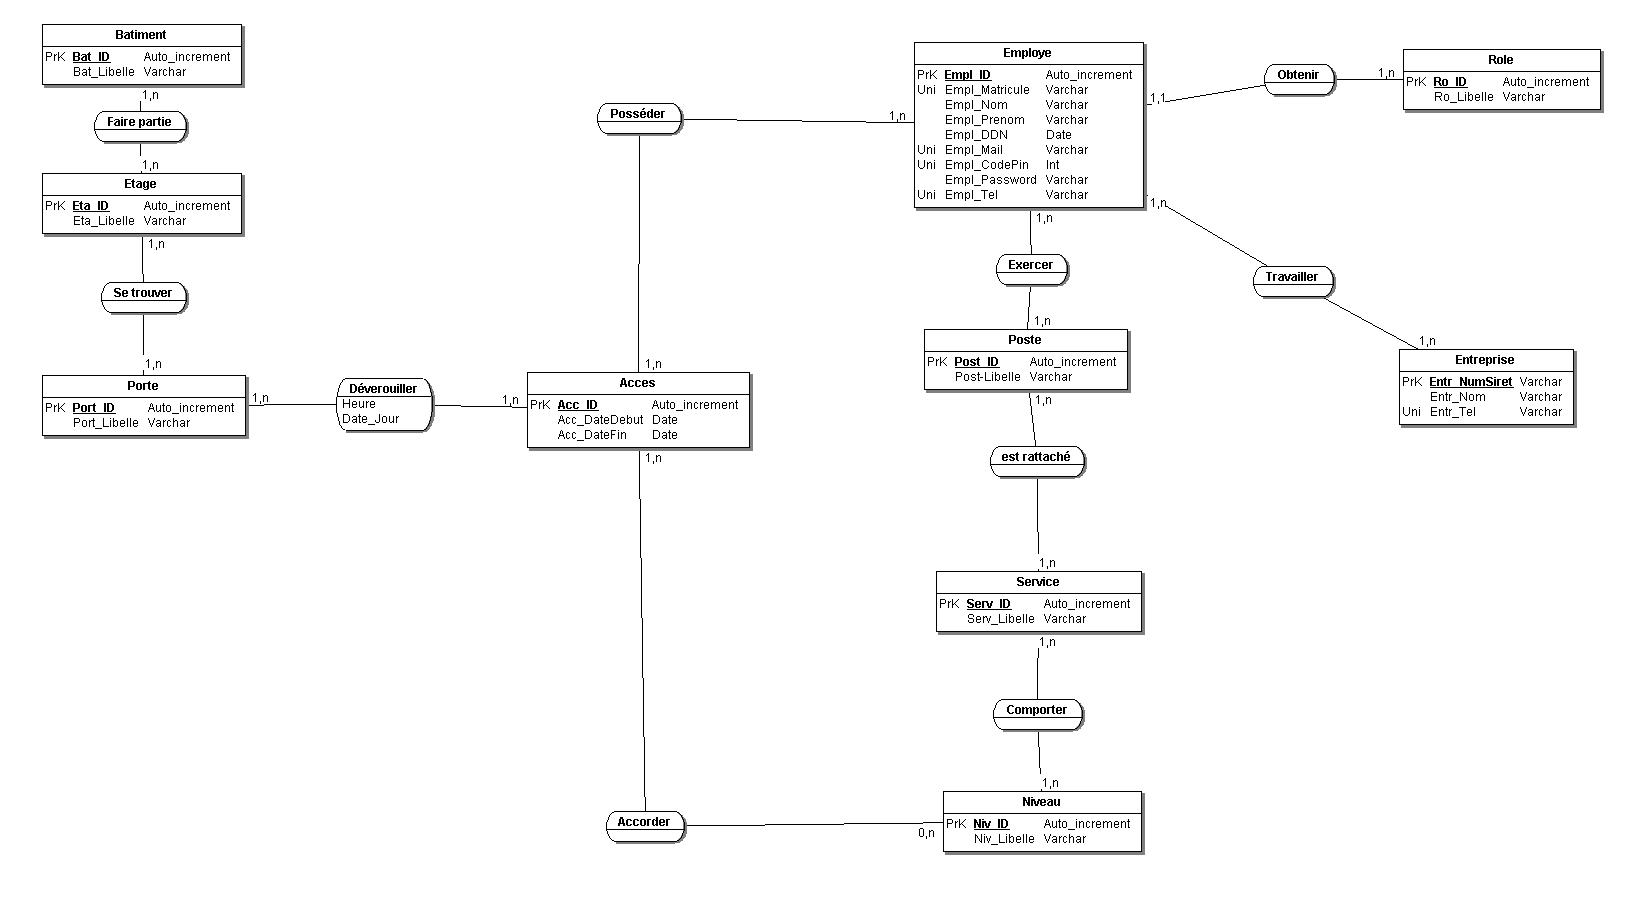 Batiment
PrK Bat_ID Auto_increment
Bat_Libelle Varchar
1,n
Faire partie
1,n
Etage
PrK Eta_ID Auto_increment
Eta_Libelle Varchar
1,n
Se trouver
1,n
Porte
PrK Port_ID Auto_increment
Port_Libelle Varchar
1,n
Déverouiller
Heure
Date_Jour
1,n
Posséder
1,n
1,n
Acces
PrK Acc_ID Auto_increment
Acc_DateDebut Date
Acc_DateFin Date
1,n
Accorder
0,n
Employe
PrK Empl_ID Auto_increment
Uni Empl_Matricule Varchar
Empl_Nom Varchar
Empl_Prenom Varchar
Empl_DDN Date
Uni Empl_Mail Varchar
Uni Empl_CodePin Int
Empl_Password Varchar
Uni Empl_Tel Varchar
1,1
Obtenir
1,n
Role
PrK Ro_ID Auto_increment
Ro_Libelle Varchar
1,n
Travailler
1,n
Entreprise
PrK Entr_NumSiret Varchar
Entr_Nom Varchar
Uni Entr_Tel Varchar
1,n
Exercer
1,n
Poste
PrK Post_ID Auto_increment
Post-Libelle Varchar
1,n
est rattaché
1,n
Service
PrK Serv_ID Auto_increment
Serv_Libelle Varchar
1,n
Comporter
1,n
Niveau
PrK Niv_ID Auto_increment
Niv_Libelle Varchar